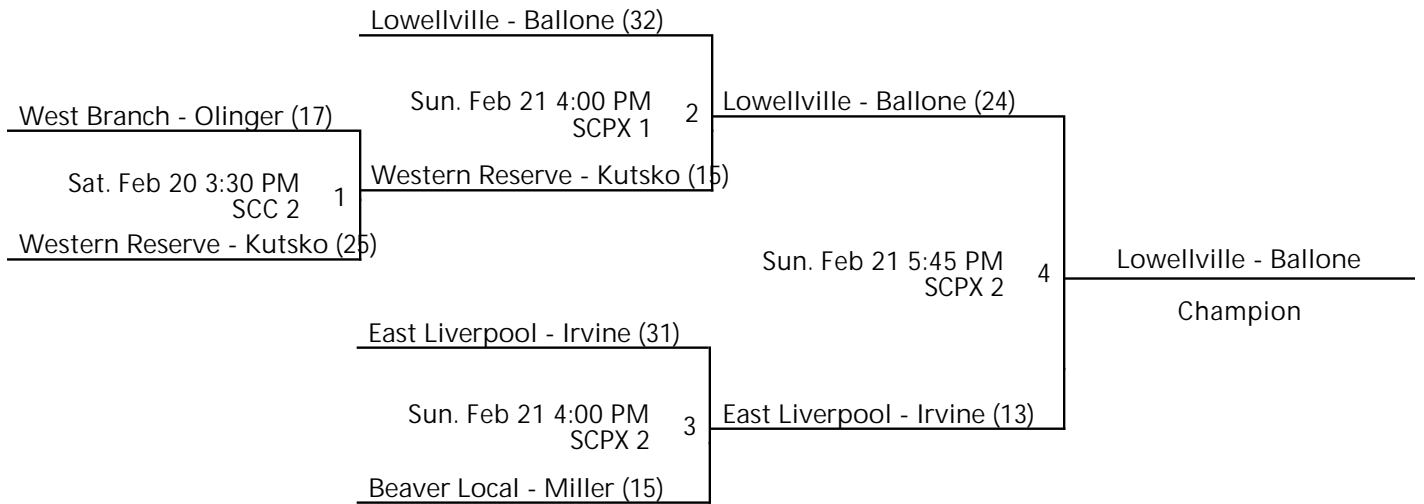 Lowellville - Ballone (32)
Sun. Feb 21 4:00 PM
SCPX 1
2
Lowellville - Ballone (24)
West Branch - Olinger (17)
Sat. Feb 20 3:30 PM
SCC 2
1
Western Reserve - Kutsko (15)
Western Reserve - Kutsko (25)
Sun. Feb 21 5:45 PM
SCPX 2
4
Lowellville - Ballone
Champion
East Liverpool - Irvine (31)
Sun. Feb 21 4:00 PM
SCPX 2
3
East Liverpool - Irvine (13)
Beaver Local - Miller (15)